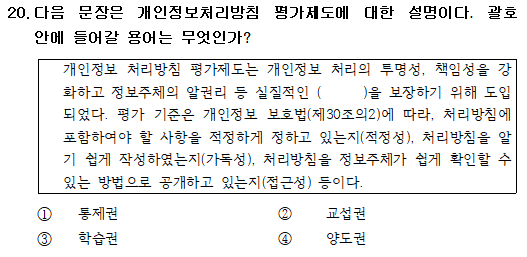 20. 다음 문장은 개인정보처리방침 평가제도에 대한 설명이다. 괄호
안에 들어갈 용어는 무엇인가?
개인정보 처리방침 평가제도는 개인정보 처리의 투명성, 책임성을 강
화하고 정보주체의 알권리 등 실질적인 (      )을 보장하기 위해 도입
되었다. 평가 기준은 개인정보 보호법(제30조의2)에 따라, 처리방침에
포함하여야 할 사항을 적정하게 정하고 있는지(적정성), 처리방침을 알
기 쉽게 작성하였는지(가독성), 처리방침을 정보주체가 쉽게 확인할 수
있는 방법으로 공개하고 있는지(접근성) 등이다.
① 통제권 ② 교섭권
③ 학습권 ④ 양도권